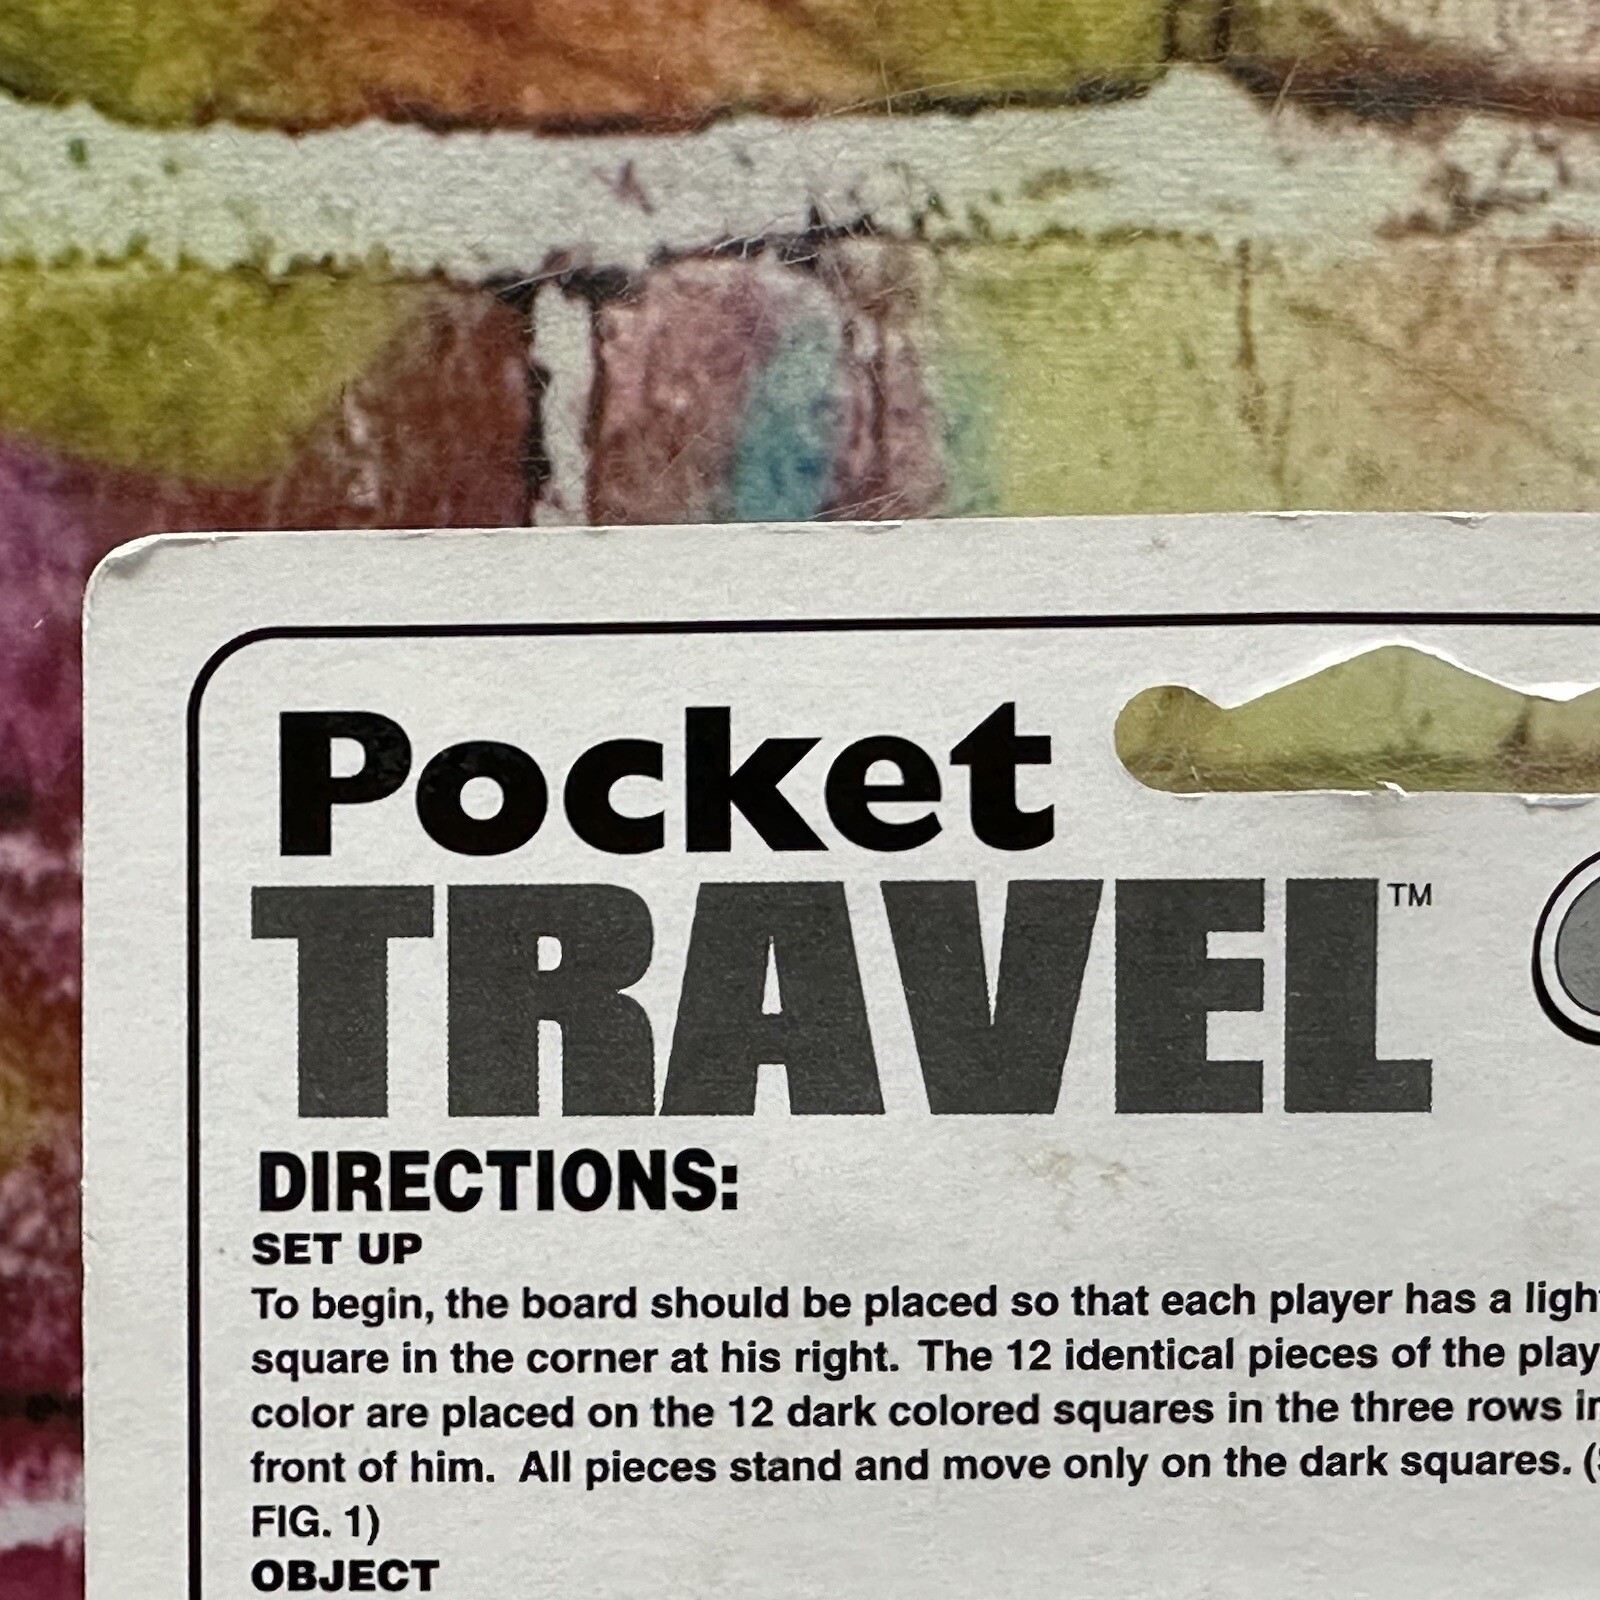 Pocket
TRAVEL™
DIRECTIONS:
SET UP
To begin, the board should be placed so that each player has a
square in the corner at his right. The 12 identical pieces of the
color are placed on the 12 dark colored squares in the three rows
front of him. All pieces stand and move only on the dark squares.
FIG. 1)
OBJECT